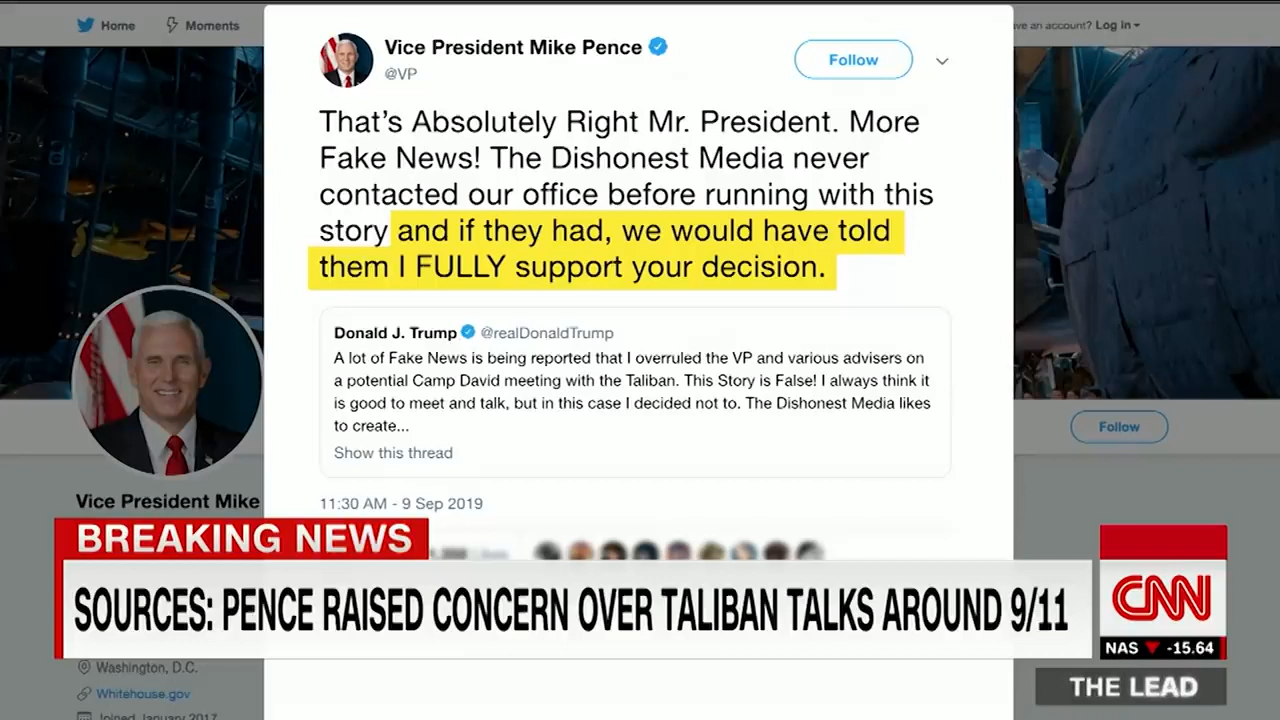 Home
Moments
ve an account? Log in
Vice President Mike Pence
@VP
Follow
That's Absolutely Right Mr. President. More
Fake News! The Dishonest Media never
contacted our office before running with this
story and if they had, we would have told
them I FULLY support your decision.
Donald J. Trump @realDonaldTrump
A lot of Fake News is being reported that I overruled the VP and various advisers on
a potential Camp David meeting with the Taliban. This Story is False! I always think it
is good to meet and talk, but in this case I decided not to. The Dishonest Media likes
to create...
Show this thread
11:30 AM - 9 Sep 2019
Follow
Vice President Mike
BREAKING NEWS
SOURCES: PENCE RAISED CONCERN OVER TALIBAN TALKS AROUND 9/11
CNN
NAS ▼ -15.64
THE LEAD
Washington, D.C.
Whitehouse.gov
Joined January 2017